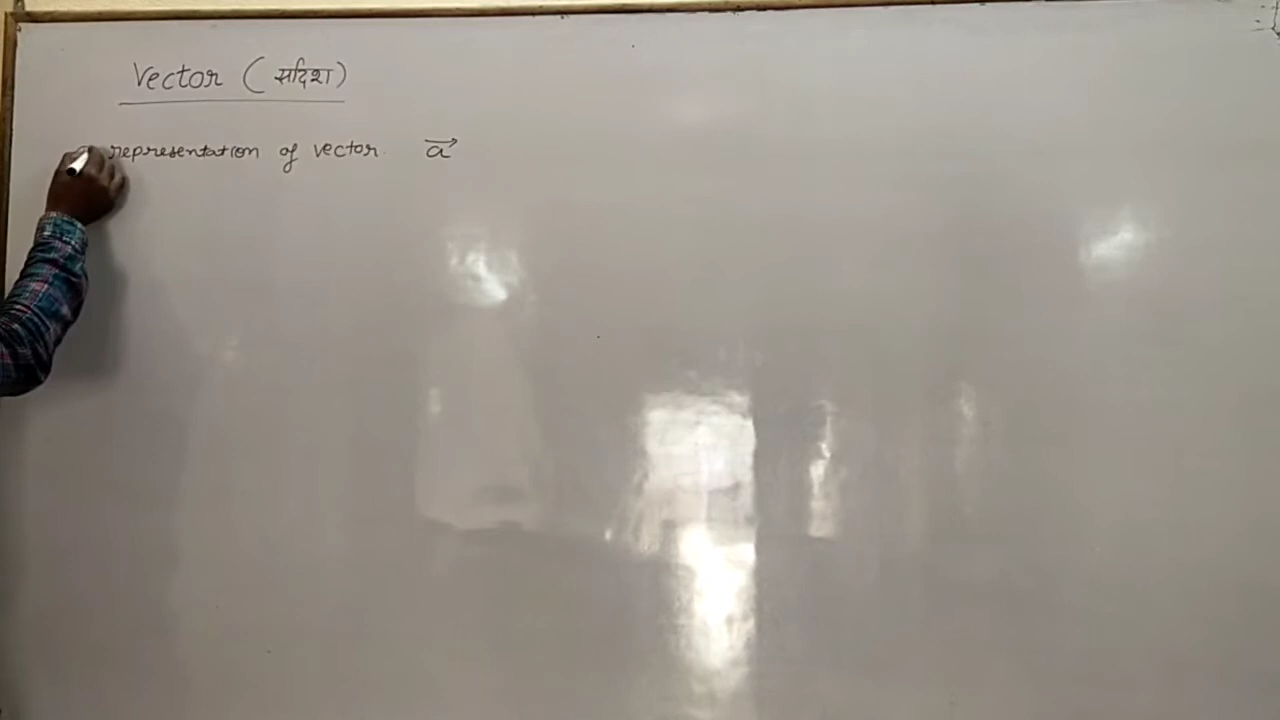 Vector (सदिश)
representation of vector. a⃗